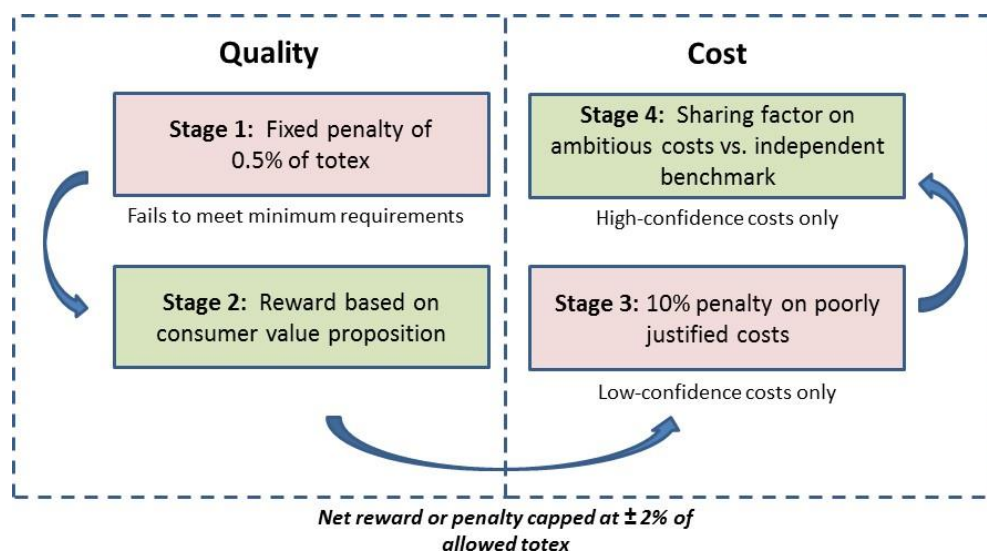 Quality
Stage 1: Fixed penalty of
0.5% of totex
Fails to meet minimum requirements
Stage 2: Reward based on
consumer value proposition
Cost
Stage 4: Sharing factor on
ambitious costs vs. independent
benchmark
High-confidence costs only
Stage 3: 10% penalty on poorly
justified costs
Low-confidence costs only
Net reward or penalty capped at ±2% of
allowed totex